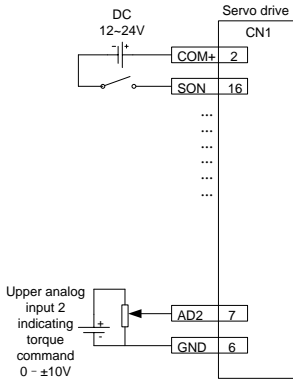 DC
12~24V
Servo drive
CN1
- +
COM+ 2
SON 16
...
...
...
...
...
...
Upper analog
input 2
indicating
torque
command
0 - ±10V
+
-
AD2 7
GND 6